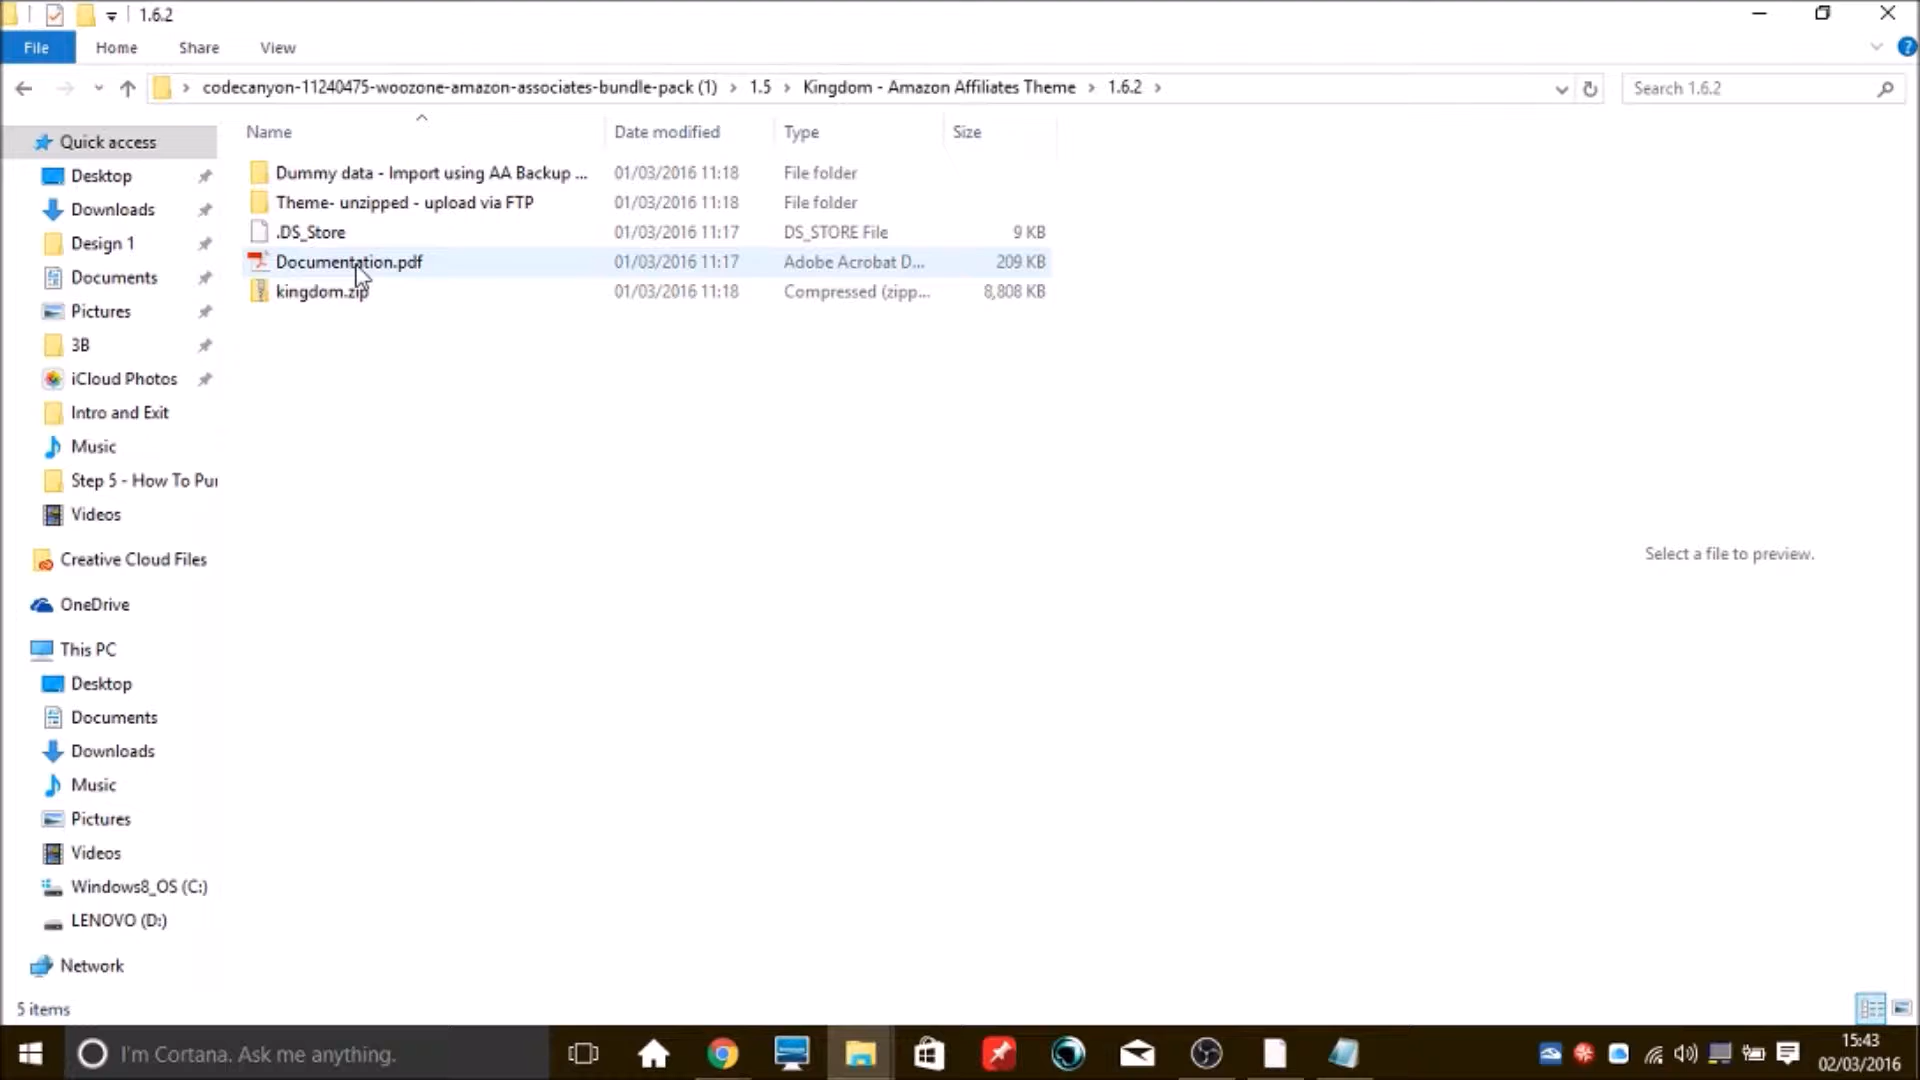 1.6.2
File Home Share View
codecanyon-11240475-woozone-amazon-associates-bundle-pack (1) 1.5 Kingdom - Amazon Affiliates Theme 1.6.2
Search 1.6.2
Name Date modified Type Size
Dummy data - Import using AA Backup ... 01/03/2016 11:18 File folder
Theme- unzipped - upload via FTP 01/03/2016 11:18 File folder
.DS_Store 01/03/2016 11:17 DS_STORE File 9 KB
Documentation.pdf 01/03/2016 11:17 Adobe Acrobat D... 209 KB
kingdom.zip 01/03/2016 11:18 Compressed (zipp... 8,808 KB
Quick access
Desktop
Downloads
Design 1
Documents
Pictures
3B
iCloud Photos
Intro and Exit
Music
Step 5 - How To Pur
Videos
Creative Cloud Files
OneDrive
This PC
Desktop
Documents
Downloads
Music
Pictures
Videos
Windows8_OS (C:)
LENOVO (D:)
Network
Select a file to preview.
5 items
I'm Cortana. Ask me anything.
15:43
02/03/2016